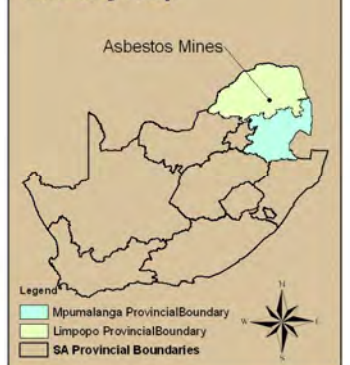 Asbestos Mines
Legend
Mpumalanga ProvincialBoundary
Limpopo ProvincialBoundary
SA Provincial Boundaries
N
W
E
S